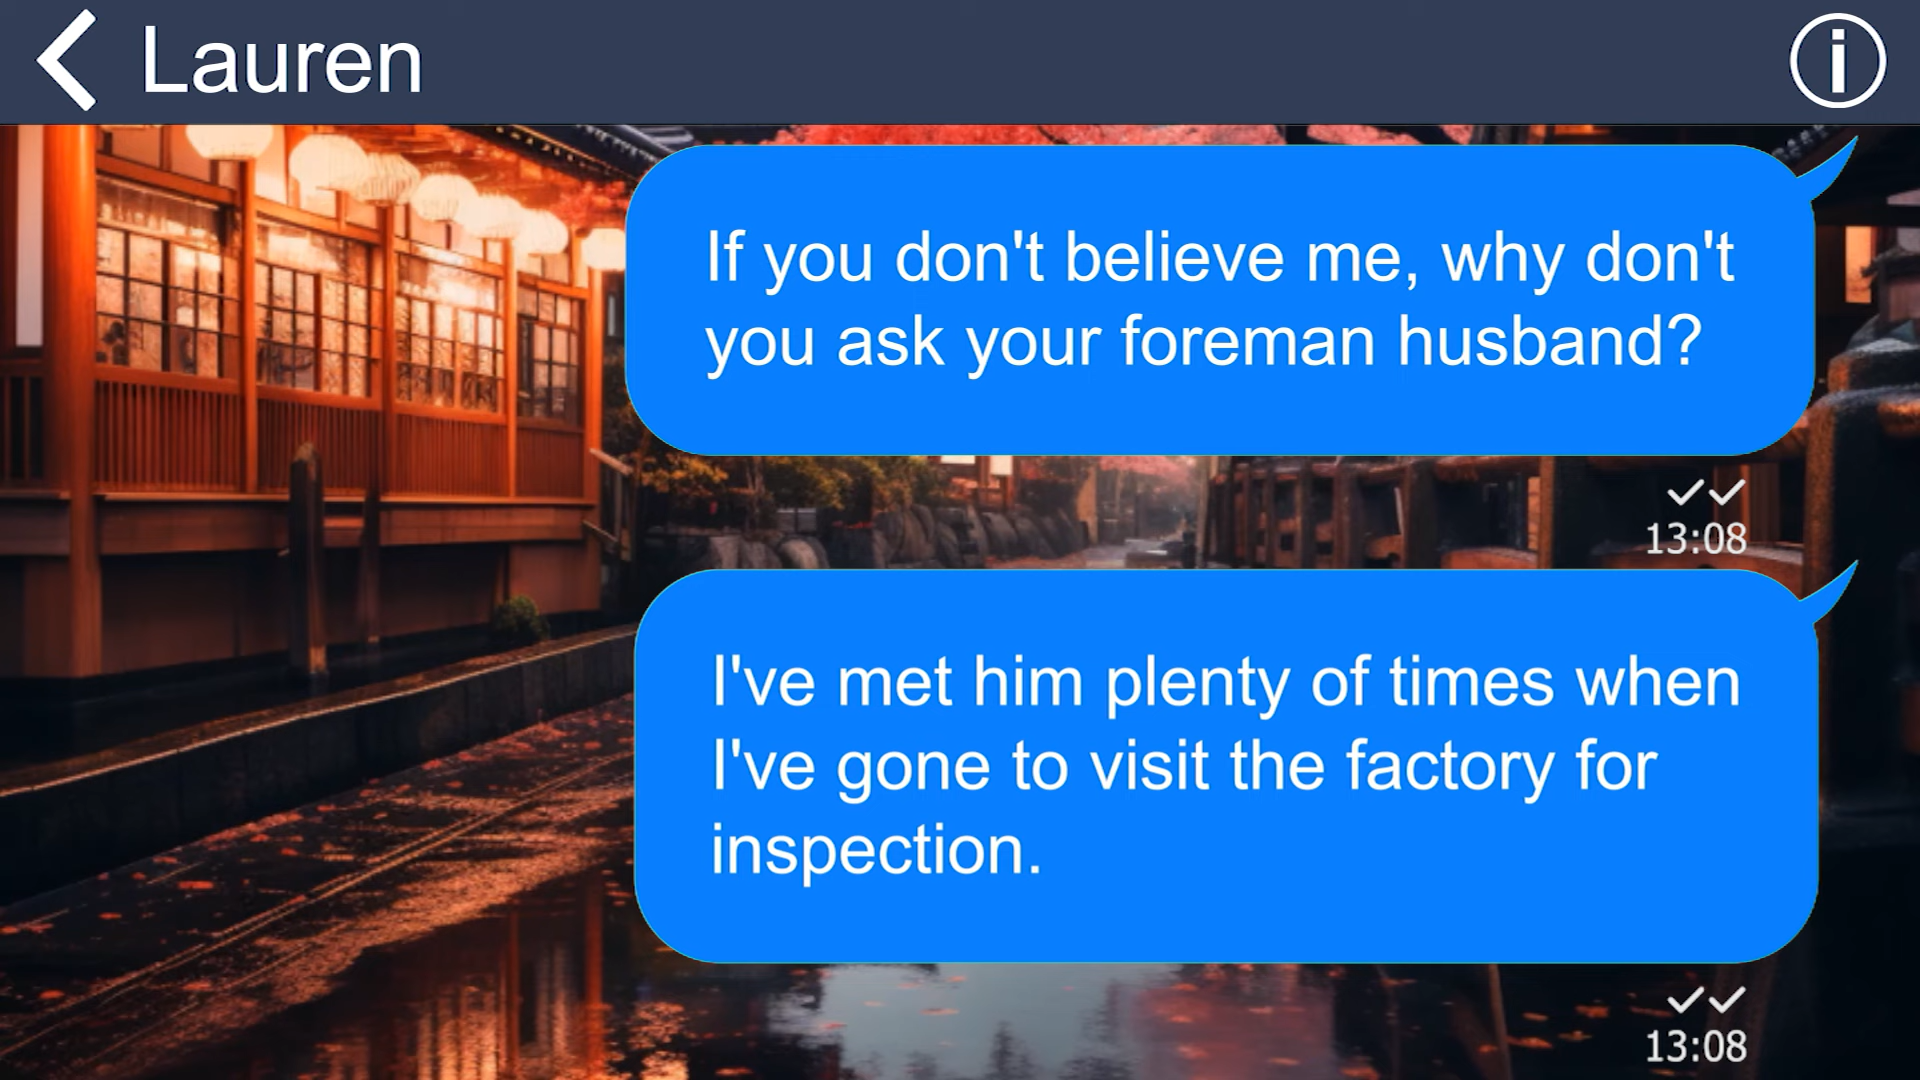 Lauren
If you don't believe me, why don't
you ask your foreman husband?
13:08
I've met him plenty of times when
I've gone to visit the factory for
inspection.
13:08